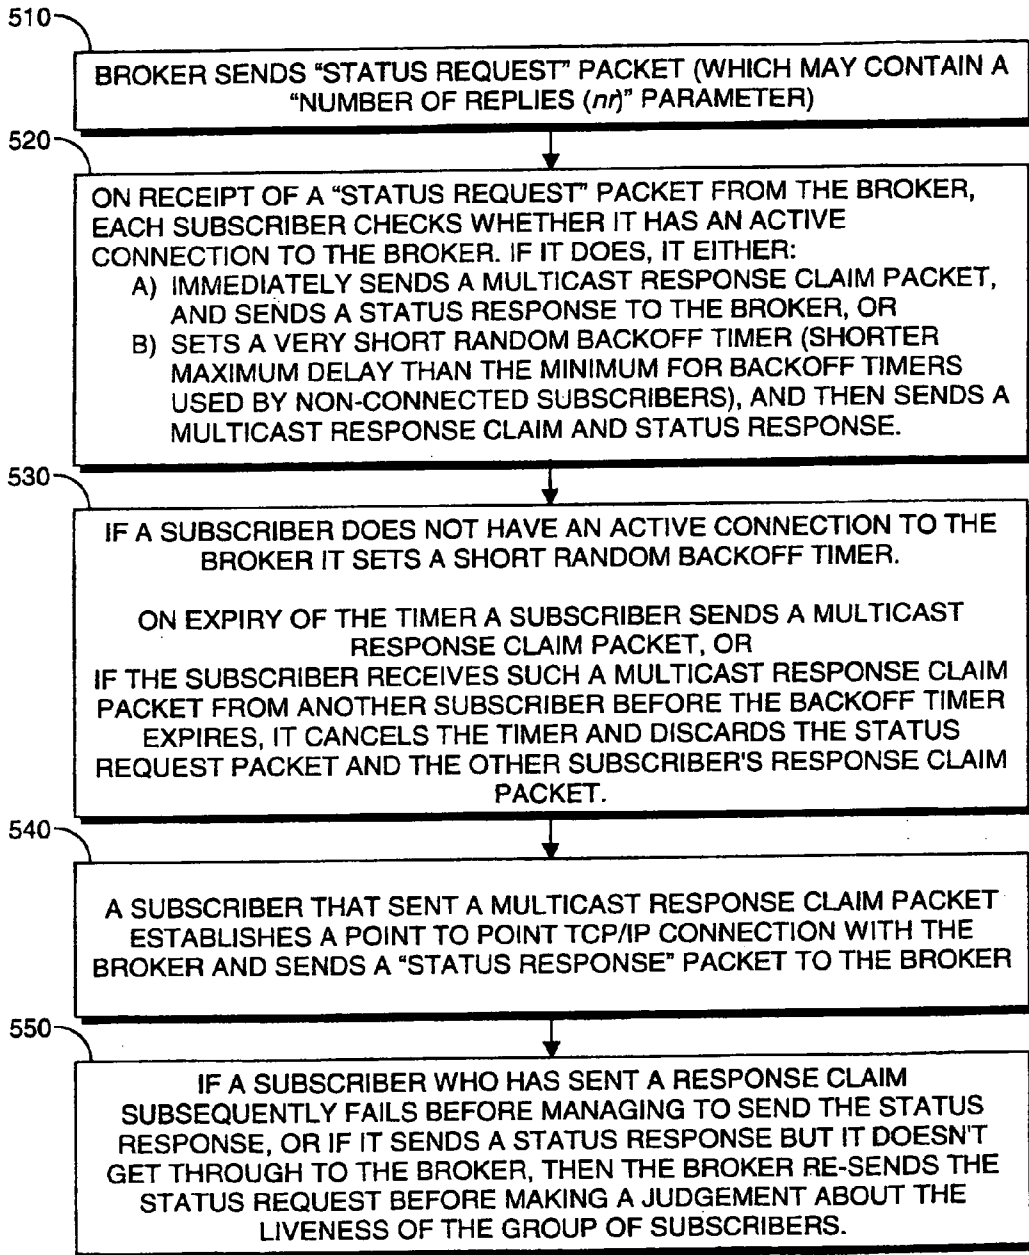 510
BROKER SENDS “STATUS REQUEST” PACKET (WHICH MAY CONTAIN A
“NUMBER OF REPLIES (nr)” PARAMETER)
520
ON RECEIPT OF A “STATUS REQUEST” PACKET FROM THE BROKER,
EACH SUBSCRIBER CHECKS WHETHER IT HAS AN ACTIVE
CONNECTION TO THE BROKER. IF IT DOES, IT EITHER:
A) IMMEDIATELY SENDS A MULTICAST RESPONSE CLAIM PACKET,
AND SENDS A STATUS RESPONSE TO THE BROKER, OR
B) SETS A VERY SHORT RANDOM BACKOFF TIMER (SHORTER
MAXIMUM DELAY THAN THE MINIMUM FOR BACKOFF TIMERS
USED BY NON-CONNECTED SUBSCRIBERS), AND THEN SENDS A
MULTICAST RESPONSE CLAIM AND STATUS RESPONSE.
530
IF A SUBSCRIBER DOES NOT HAVE AN ACTIVE CONNECTION TO THE
BROKER IT SETS A SHORT RANDOM BACKOFF TIMER.
ON EXPIRY OF THE TIMER A SUBSCRIBER SENDS A MULTICAST
RESPONSE CLAIM PACKET, OR
IF THE SUBSCRIBER RECEIVES SUCH A MULTICAST RESPONSE CLAIM
PACKET FROM ANOTHER SUBSCRIBER BEFORE THE BACKOFF TIMER
EXPIRES, IT CANCELS THE TIMER AND DISCARDS THE STATUS
REQUEST PACKET AND THE OTHER SUBSCRIBER'S RESPONSE CLAIM
PACKET.
540
A SUBSCRIBER THAT SENT A MULTICAST RESPONSE CLAIM PACKET
ESTABLISHES A POINT TO POINT TCP/IP CONNECTION WITH THE
BROKER AND SENDS A “STATUS RESPONSE” PACKET TO THE BROKER
550
IF A SUBSCRIBER WHO HAS SENT A RESPONSE CLAIM
SUBSEQUENTLY FAILS BEFORE MANAGING TO SEND THE STATUS
RESPONSE, OR IF IT SENDS A STATUS RESPONSE BUT IT DOESN'T
GET THROUGH TO THE BROKER, THEN THE BROKER RE-SENDS THE
STATUS REQUEST BEFORE MAKING A JUDGEMENT ABOUT THE
LIVENESS OF THE GROUP OF SUBSCRIBERS.